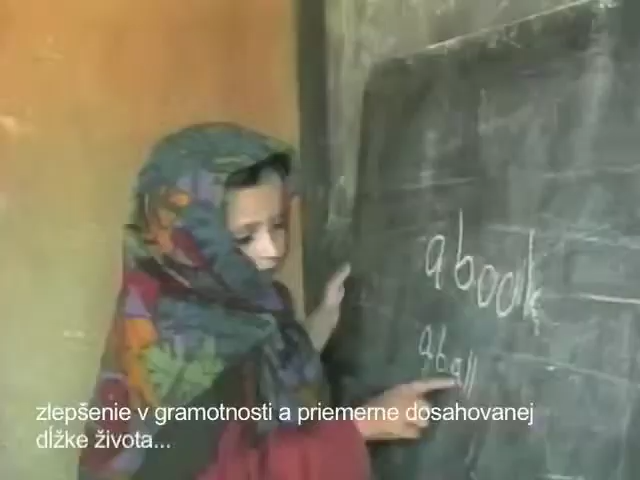 a book
a ball
zlepšenie v gramotnosti a priemerne dosahovanej
dĺžke života...